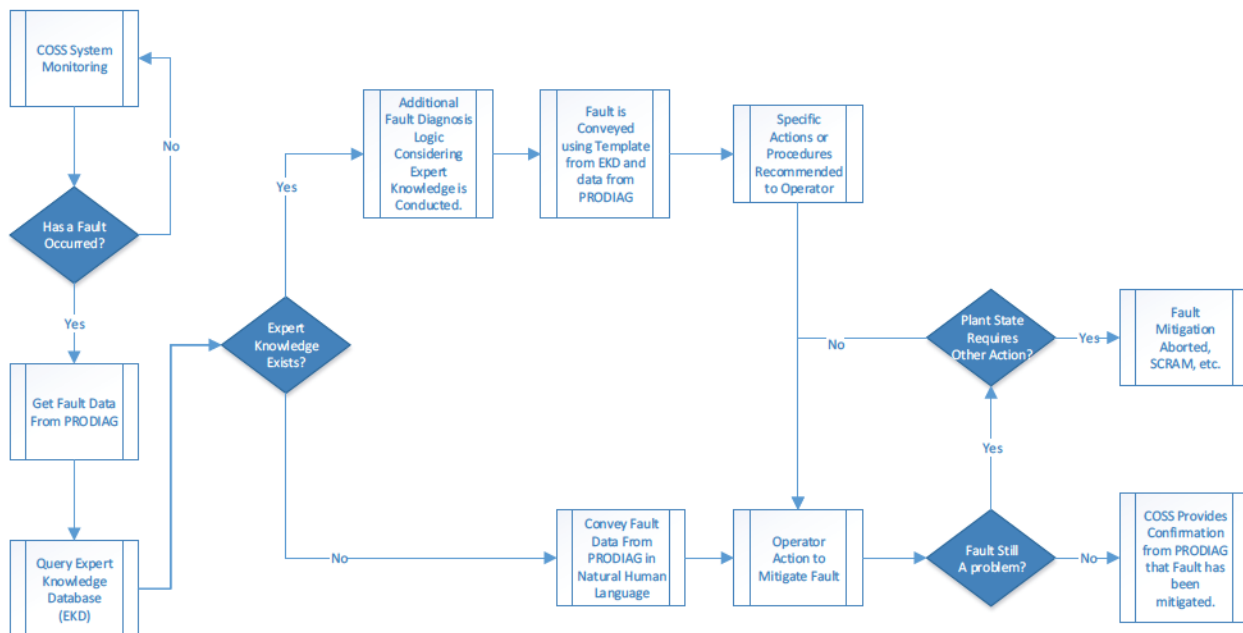 COSS System
Monitoring
No
Has a Fault
Occurred?
Yes
Get Fault Data
From PRODIAG
Query Expert
Knowledge
Database
(EKD)
Expert
Knowledge
Exists?
Yes
Additional
Fault Diagnosis
Logic
Considering
Expert
Knowledge is
Conducted.
Fault is
Conveyed
using Template
from EKD and
data from
PRODIAG
Specific
Actions or
Procedures
Recommended
to Operator
No
Convey Fault
Data From
PRODIAG in
Natural Human
Language
Operator
Action to
Mitigate Fault
Fault Still
A problem?
Yes
Plant State
Requires
Other Action?
No
Yes
Fault
Mitigation
Aborted,
SCRAM, etc.
No
COSS Provides
Confirmation
from PRODIAG
that Fault has
been
mitigated.